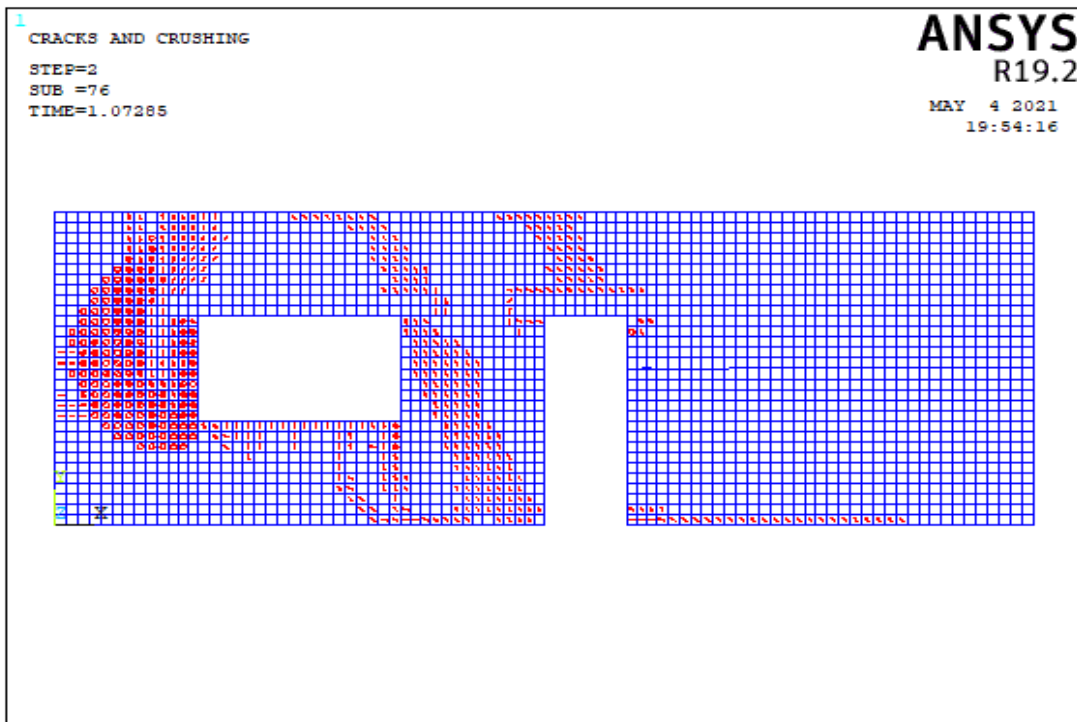 1
CRACKS AND CRUSHING
STEP=2
SUB =76
TIME=1.07285
ANSYS
R19.2
MAY 4 2021
19:54:16
Y
Z X